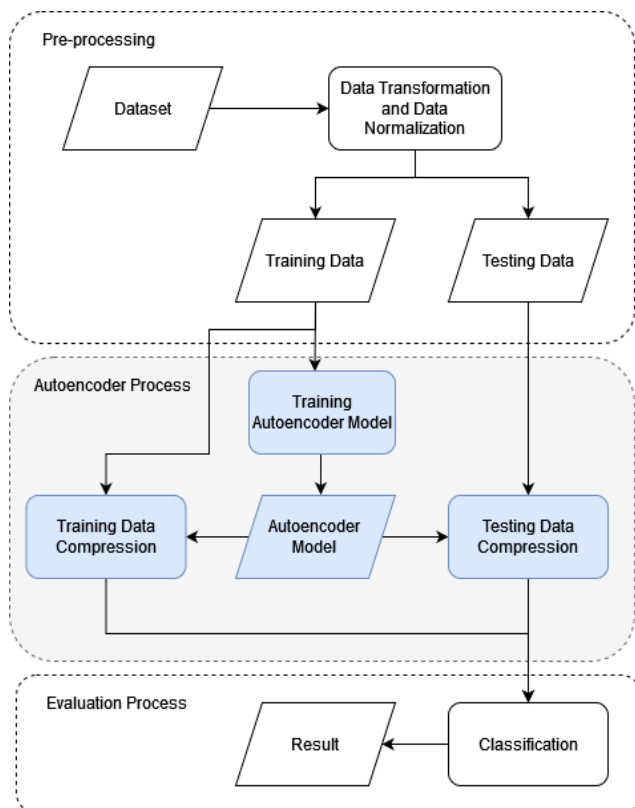 Pre-processing
Dataset
Data Transformation
and Data
Normalization
Training Data
Testing Data
Autoencoder Process
Training
Autoencoder Model
Training Data
Compression
Autoencoder
Model
Testing Data
Compression
Evaluation Process
Result
Classification